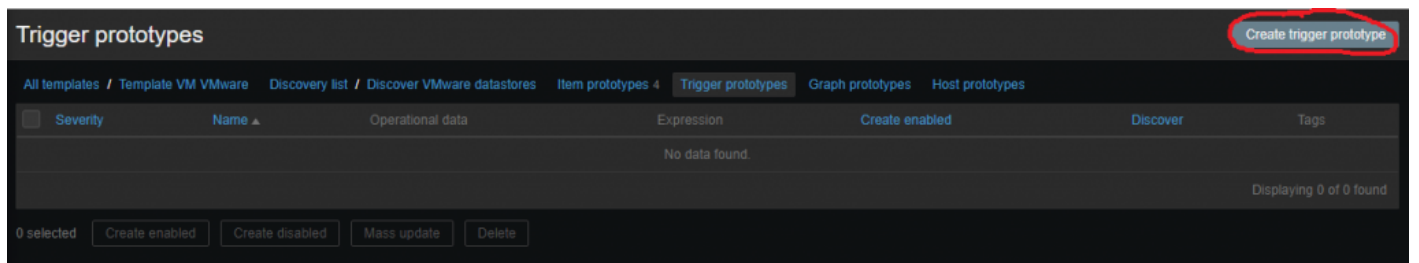 Trigger prototypes Create trigger prototype
All templates / Template VM VMware Discovery list / Discover VMware datastores Item prototypes 4 Trigger prototypes Graph prototypes Host prototypes
Severity Name ▲ Operational data Expression Create enabled Discover Tags
No data found.
Displaying 0 of 0 found
0 selected Create enabled Create disabled Mass update Delete